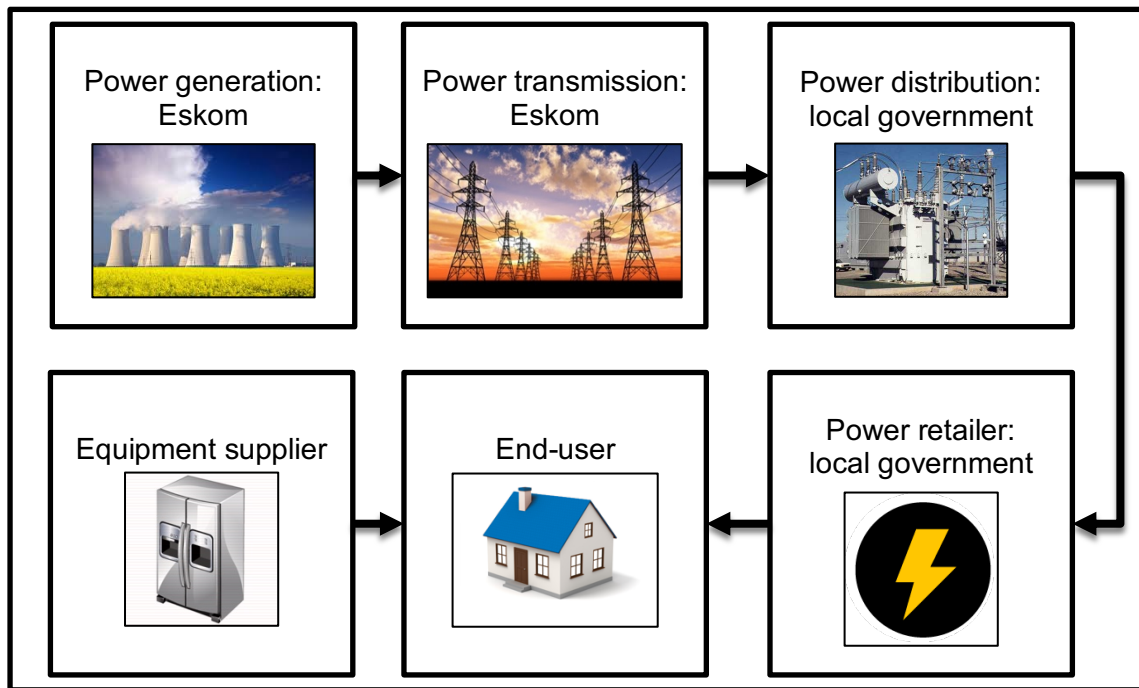 Power generation:
Eskom
Power transmission:
Eskom
Power distribution:
local government
Equipment supplier
End-user
Power retailer:
local government